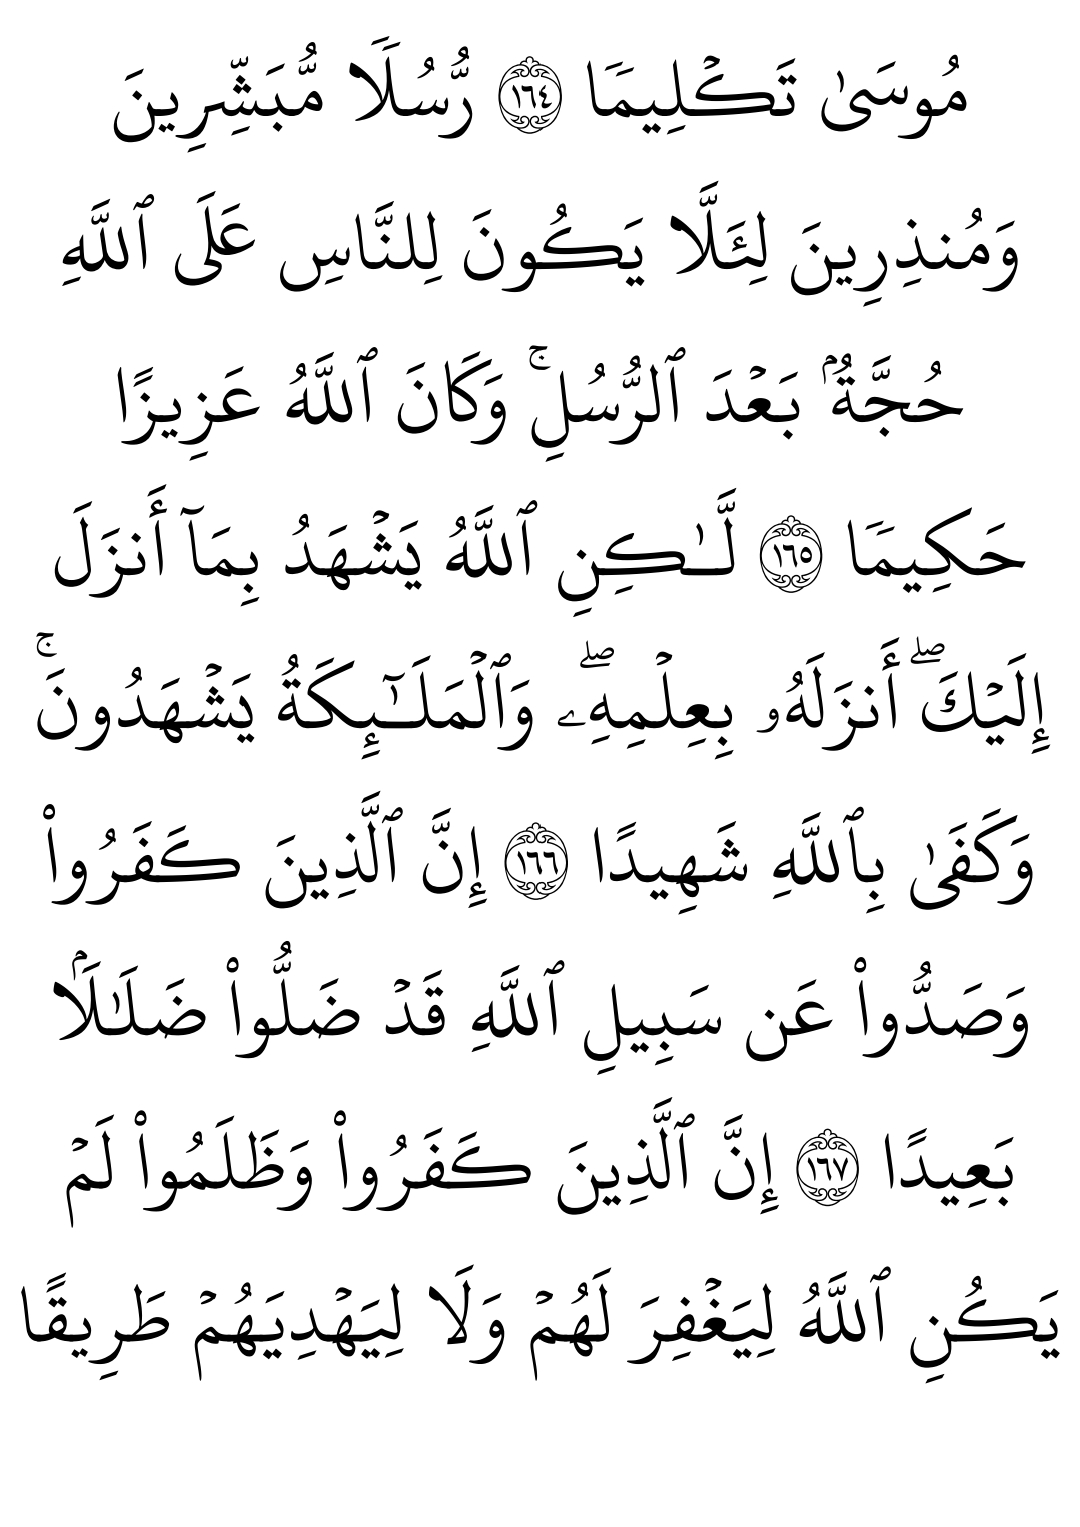 مُوسَىٰ تَكۡلِيمٗا ١٦٤ رُّسُلٗا مُّبَشِّرِينَ
وَمُنذِرِينَ لِئَلَّا يَكُونَ لِلنَّاسِ عَلَى ٱللَّهِ
حُجَّةُۢ بَعۡدَ ٱلرُّسُلِۚ وَكَانَ ٱللَّهُ عَزِيزًا
حَكِيمٗا ١٦٥ لَّـٰكِنِ ٱللَّهُ يَشۡهَدُ بِمَآ أَنزَلَ
إِلَيۡكَۖ أَنزَلَهُۥ بِعِلۡمِهِۦۖ وَٱلۡمَلَـٰٓئِكَةُ يَشۡهَدُونَۚ
وَكَفَىٰ بِٱللَّهِ شَهِيدًا ١٦٦ إِنَّ ٱلَّذِينَ كَفَرُواْ
وَصَدُّواْ عَن سَبِيلِ ٱللَّهِ قَدۡ ضَلُّواْ ضَلَٰلَۢا
بَعِيدًا ١٦٧ إِنَّ ٱلَّذِينَ كَفَرُواْ وَظَلَمُواْ لَمۡ
يَكُنِ ٱللَّهُ لِيَغۡفِرَ لَهُمۡ وَلَا لِيَهۡدِيَهُمۡ طَرِيقًا